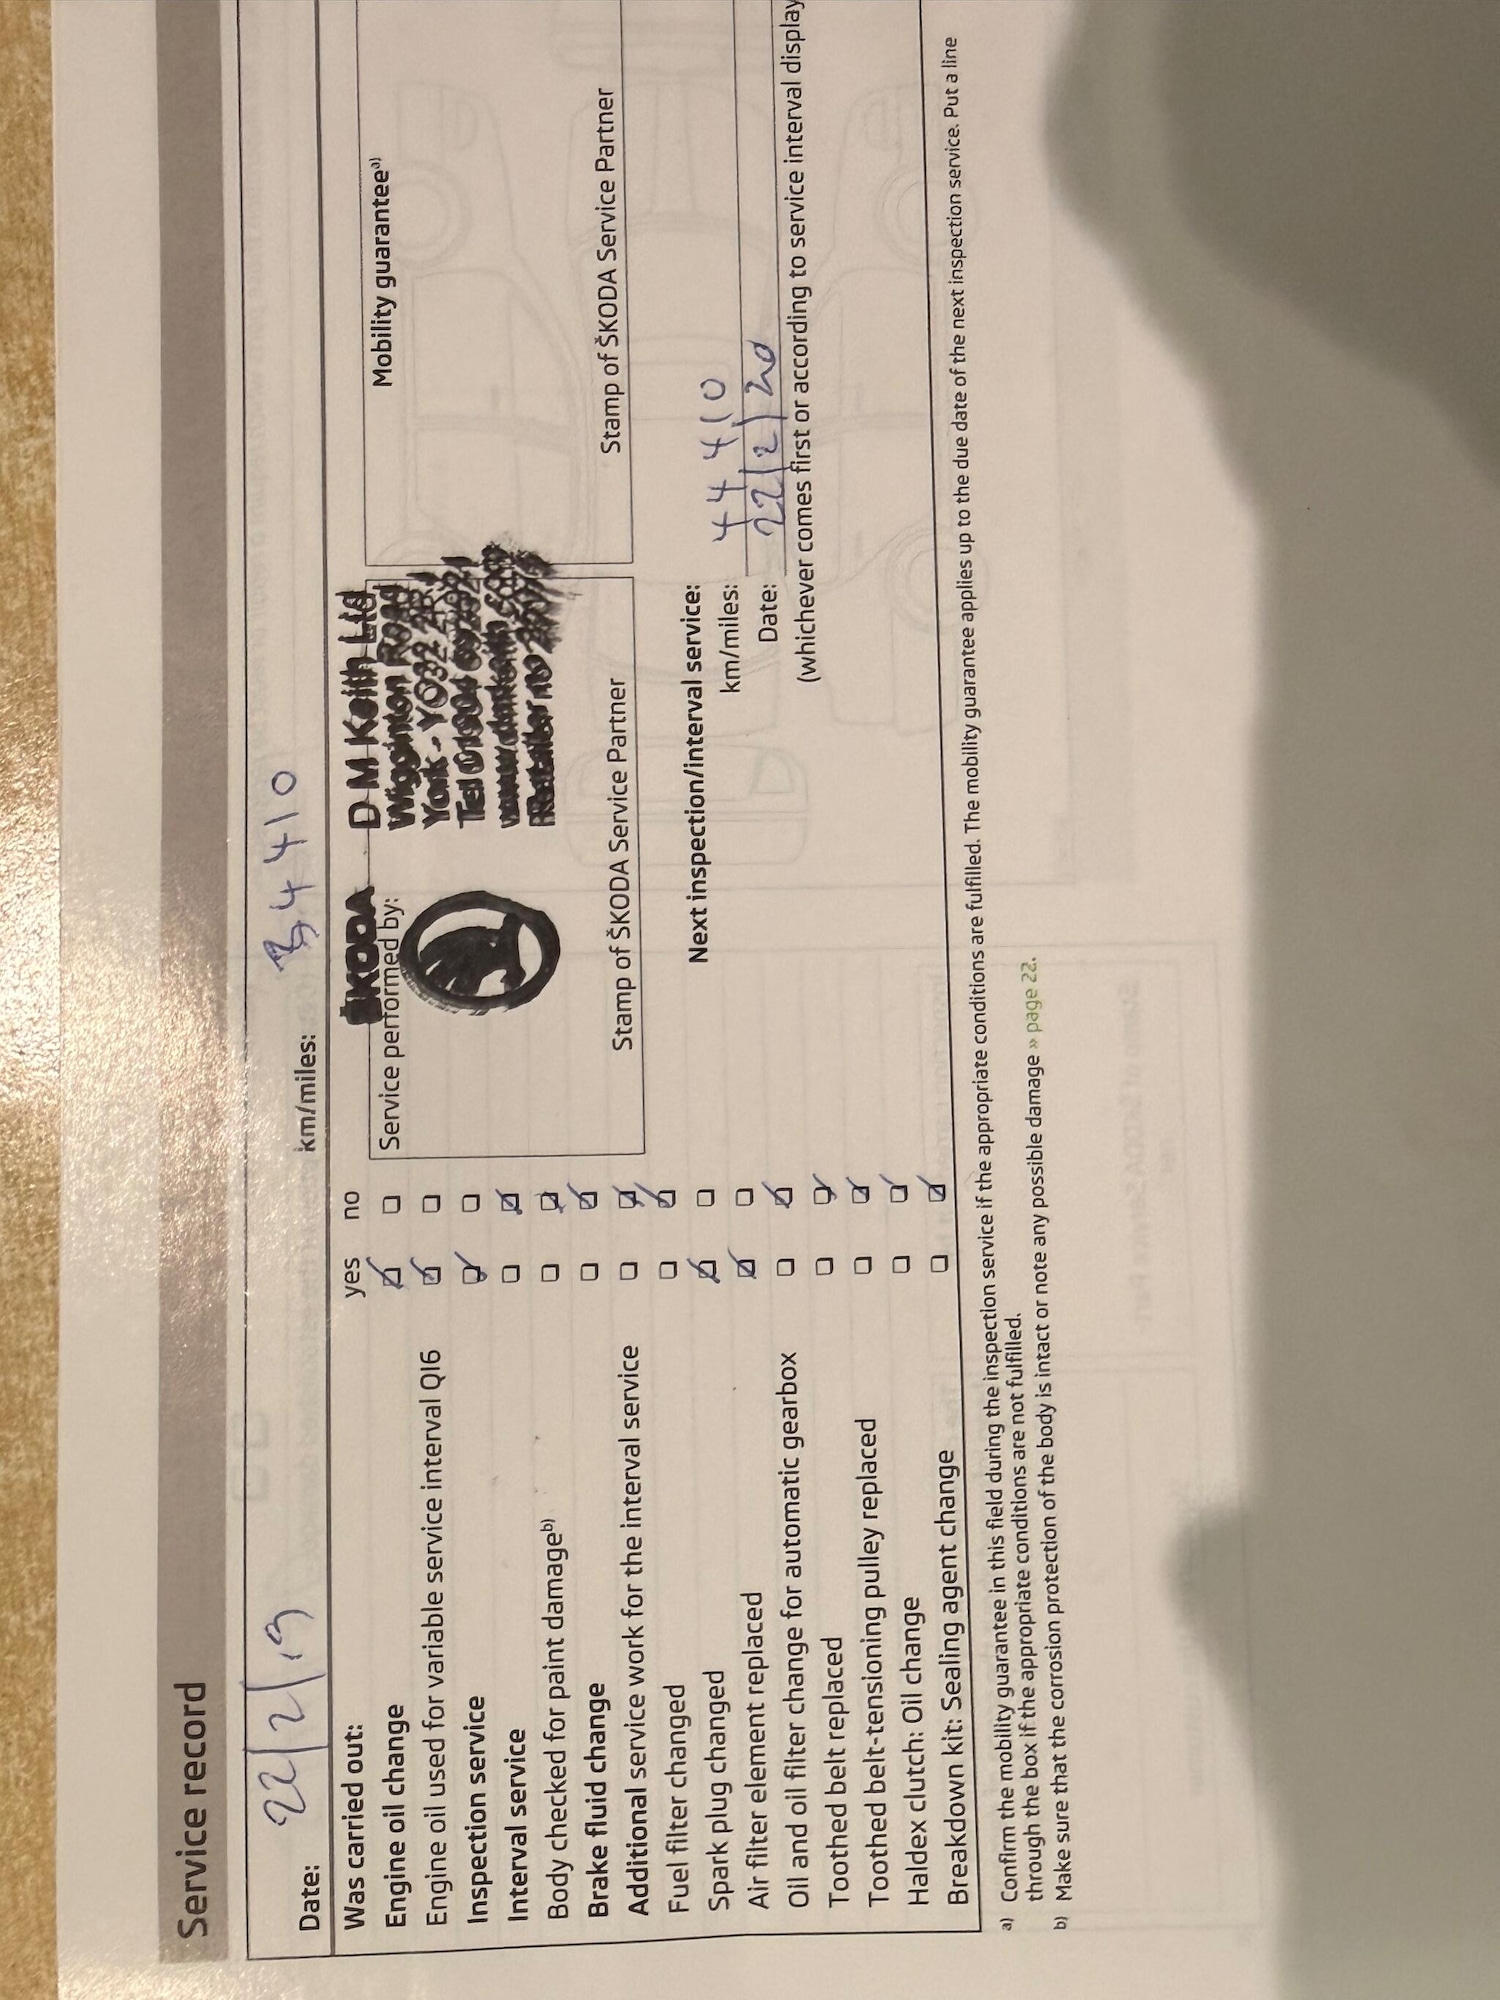 Service record
Date: 22/2/19 km/miles: 34410
Was carried out: yes no
Engine oil change
Engine oil used for variable service interval QI6
Inspection service
Interval service
Body checked for paint damageb)
Brake fluid change
Additional service work for the interval service
Fuel filter changed
Spark plug changed
Air filter element replaced
Oil and oil filter change for automatic gearbox
Toothed belt replaced
Toothed belt-tensioning pulley replaced
Haldex clutch: Oil change
Breakdown kit: Sealing agent change
Service performed by:
ŠKODA
D M Keith Ltd
Wigginton Road
York - YO32
Tel 01904
Retailer no
Stamp of ŠKODA Service Partner
Mobility guaranteea)
Stamp of ŠKODA Service Partner
Next inspection/interval service:
km/miles: 44410
Date: 22/2/20
(whichever comes first or according to service interval display
a) Confirm the mobility guarantee in this field during the inspection service if the appropriate conditions are fulfilled. The mobility guarantee applies up to the due date of the next inspection service. Put a line
through the box if the appropriate conditions are not fulfilled.
b) Make sure that the corrosion protection of the body is intact or note any possible damage » page 22.